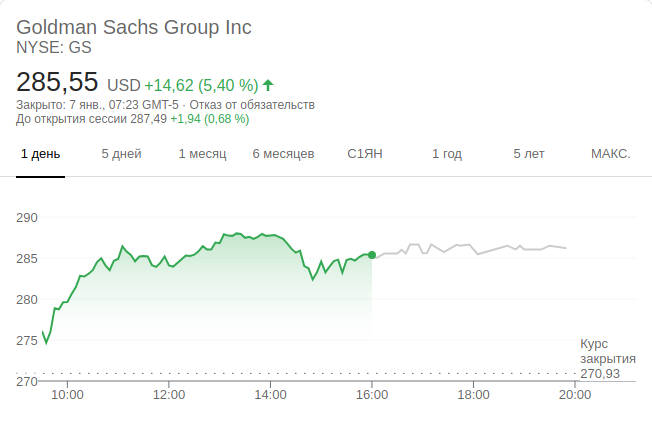 Goldman Sachs Group Inc
NYSE: GS
285,55 USD +14,62 (5,40 %)
Закрыто: 7 янв., 07:23 GMT-5 · Отказ от обязательств
До открытия сессии 287,49 +1,94 (0,68 %)
1 день 5 дней 1 месяц 6 месяцев С1ЯН 1 год 5 лет МАКС.
290
285
280
275
Курс
закрытия
270,93
270
10:00 12:00 14:00 16:00 18:00 20:00